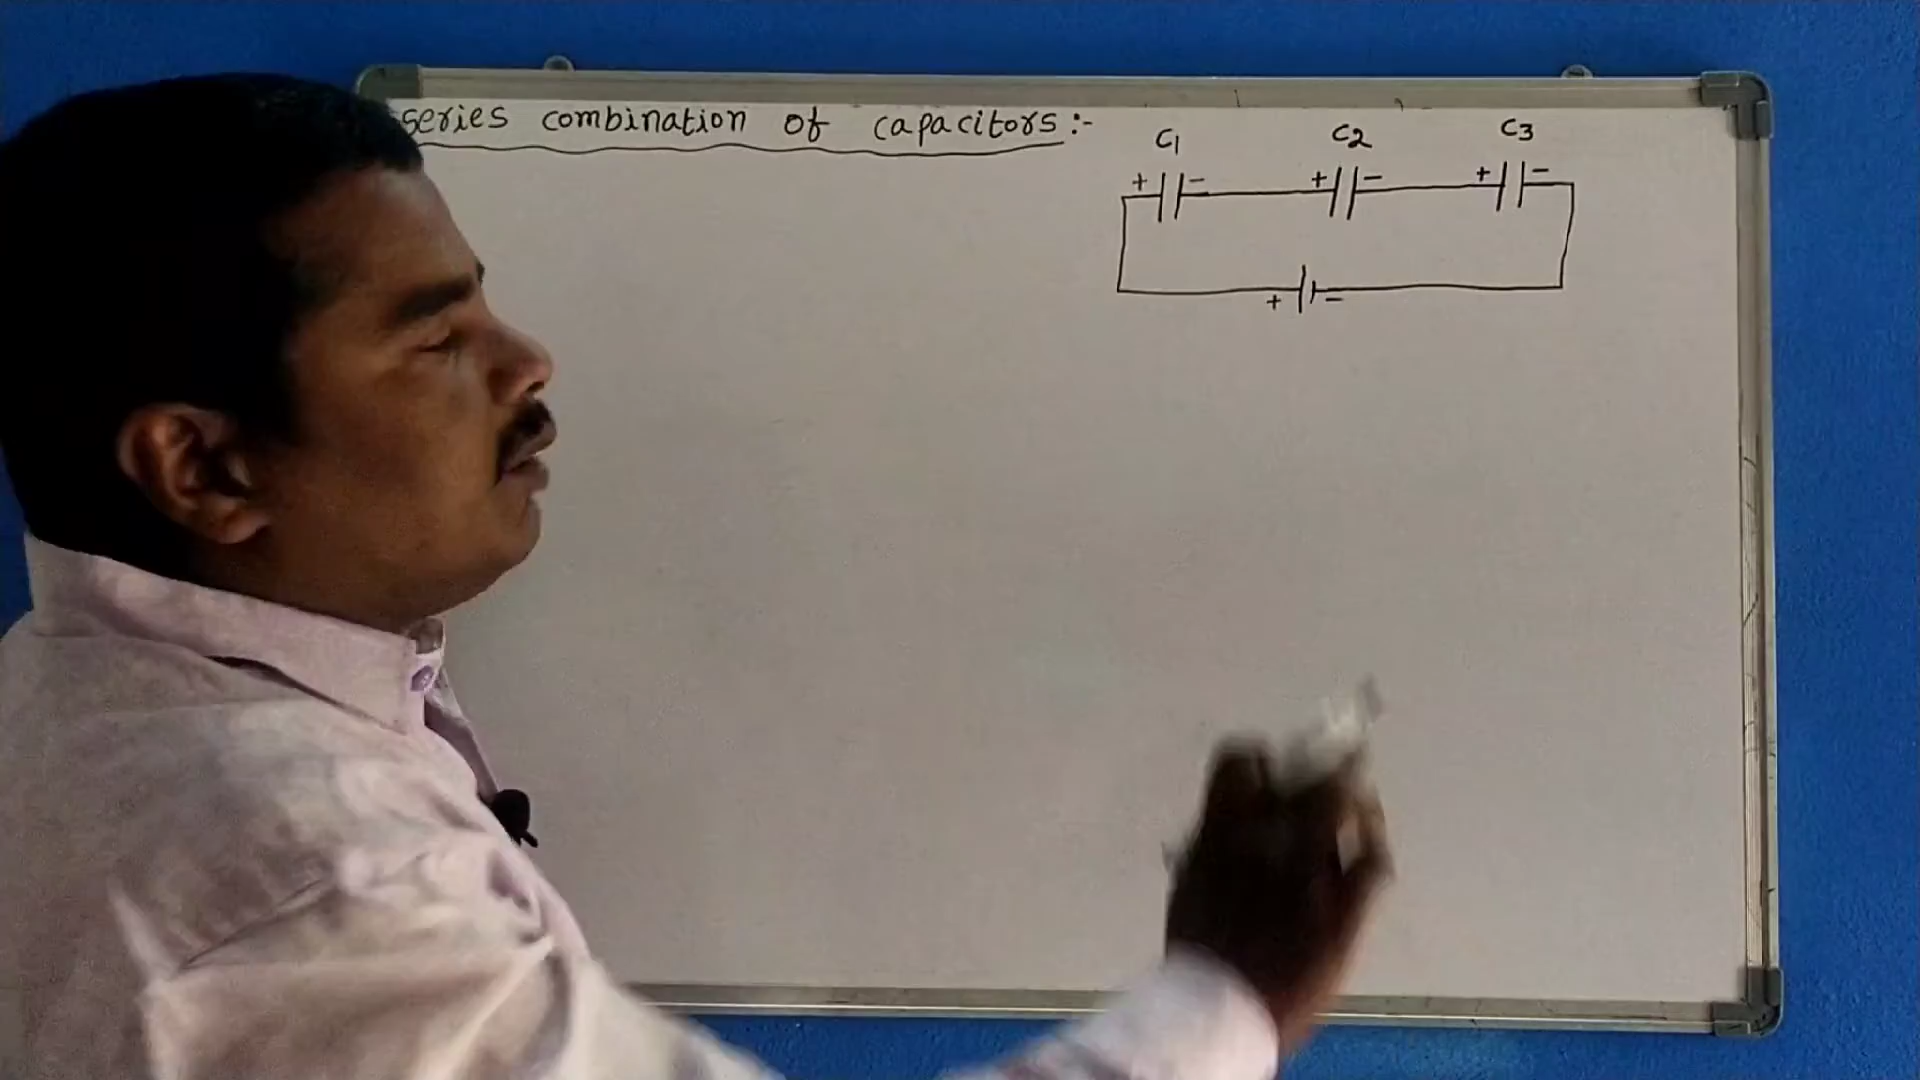 series combination of capacitors :-
C1 C2 C3
+ - + - + -
+ -